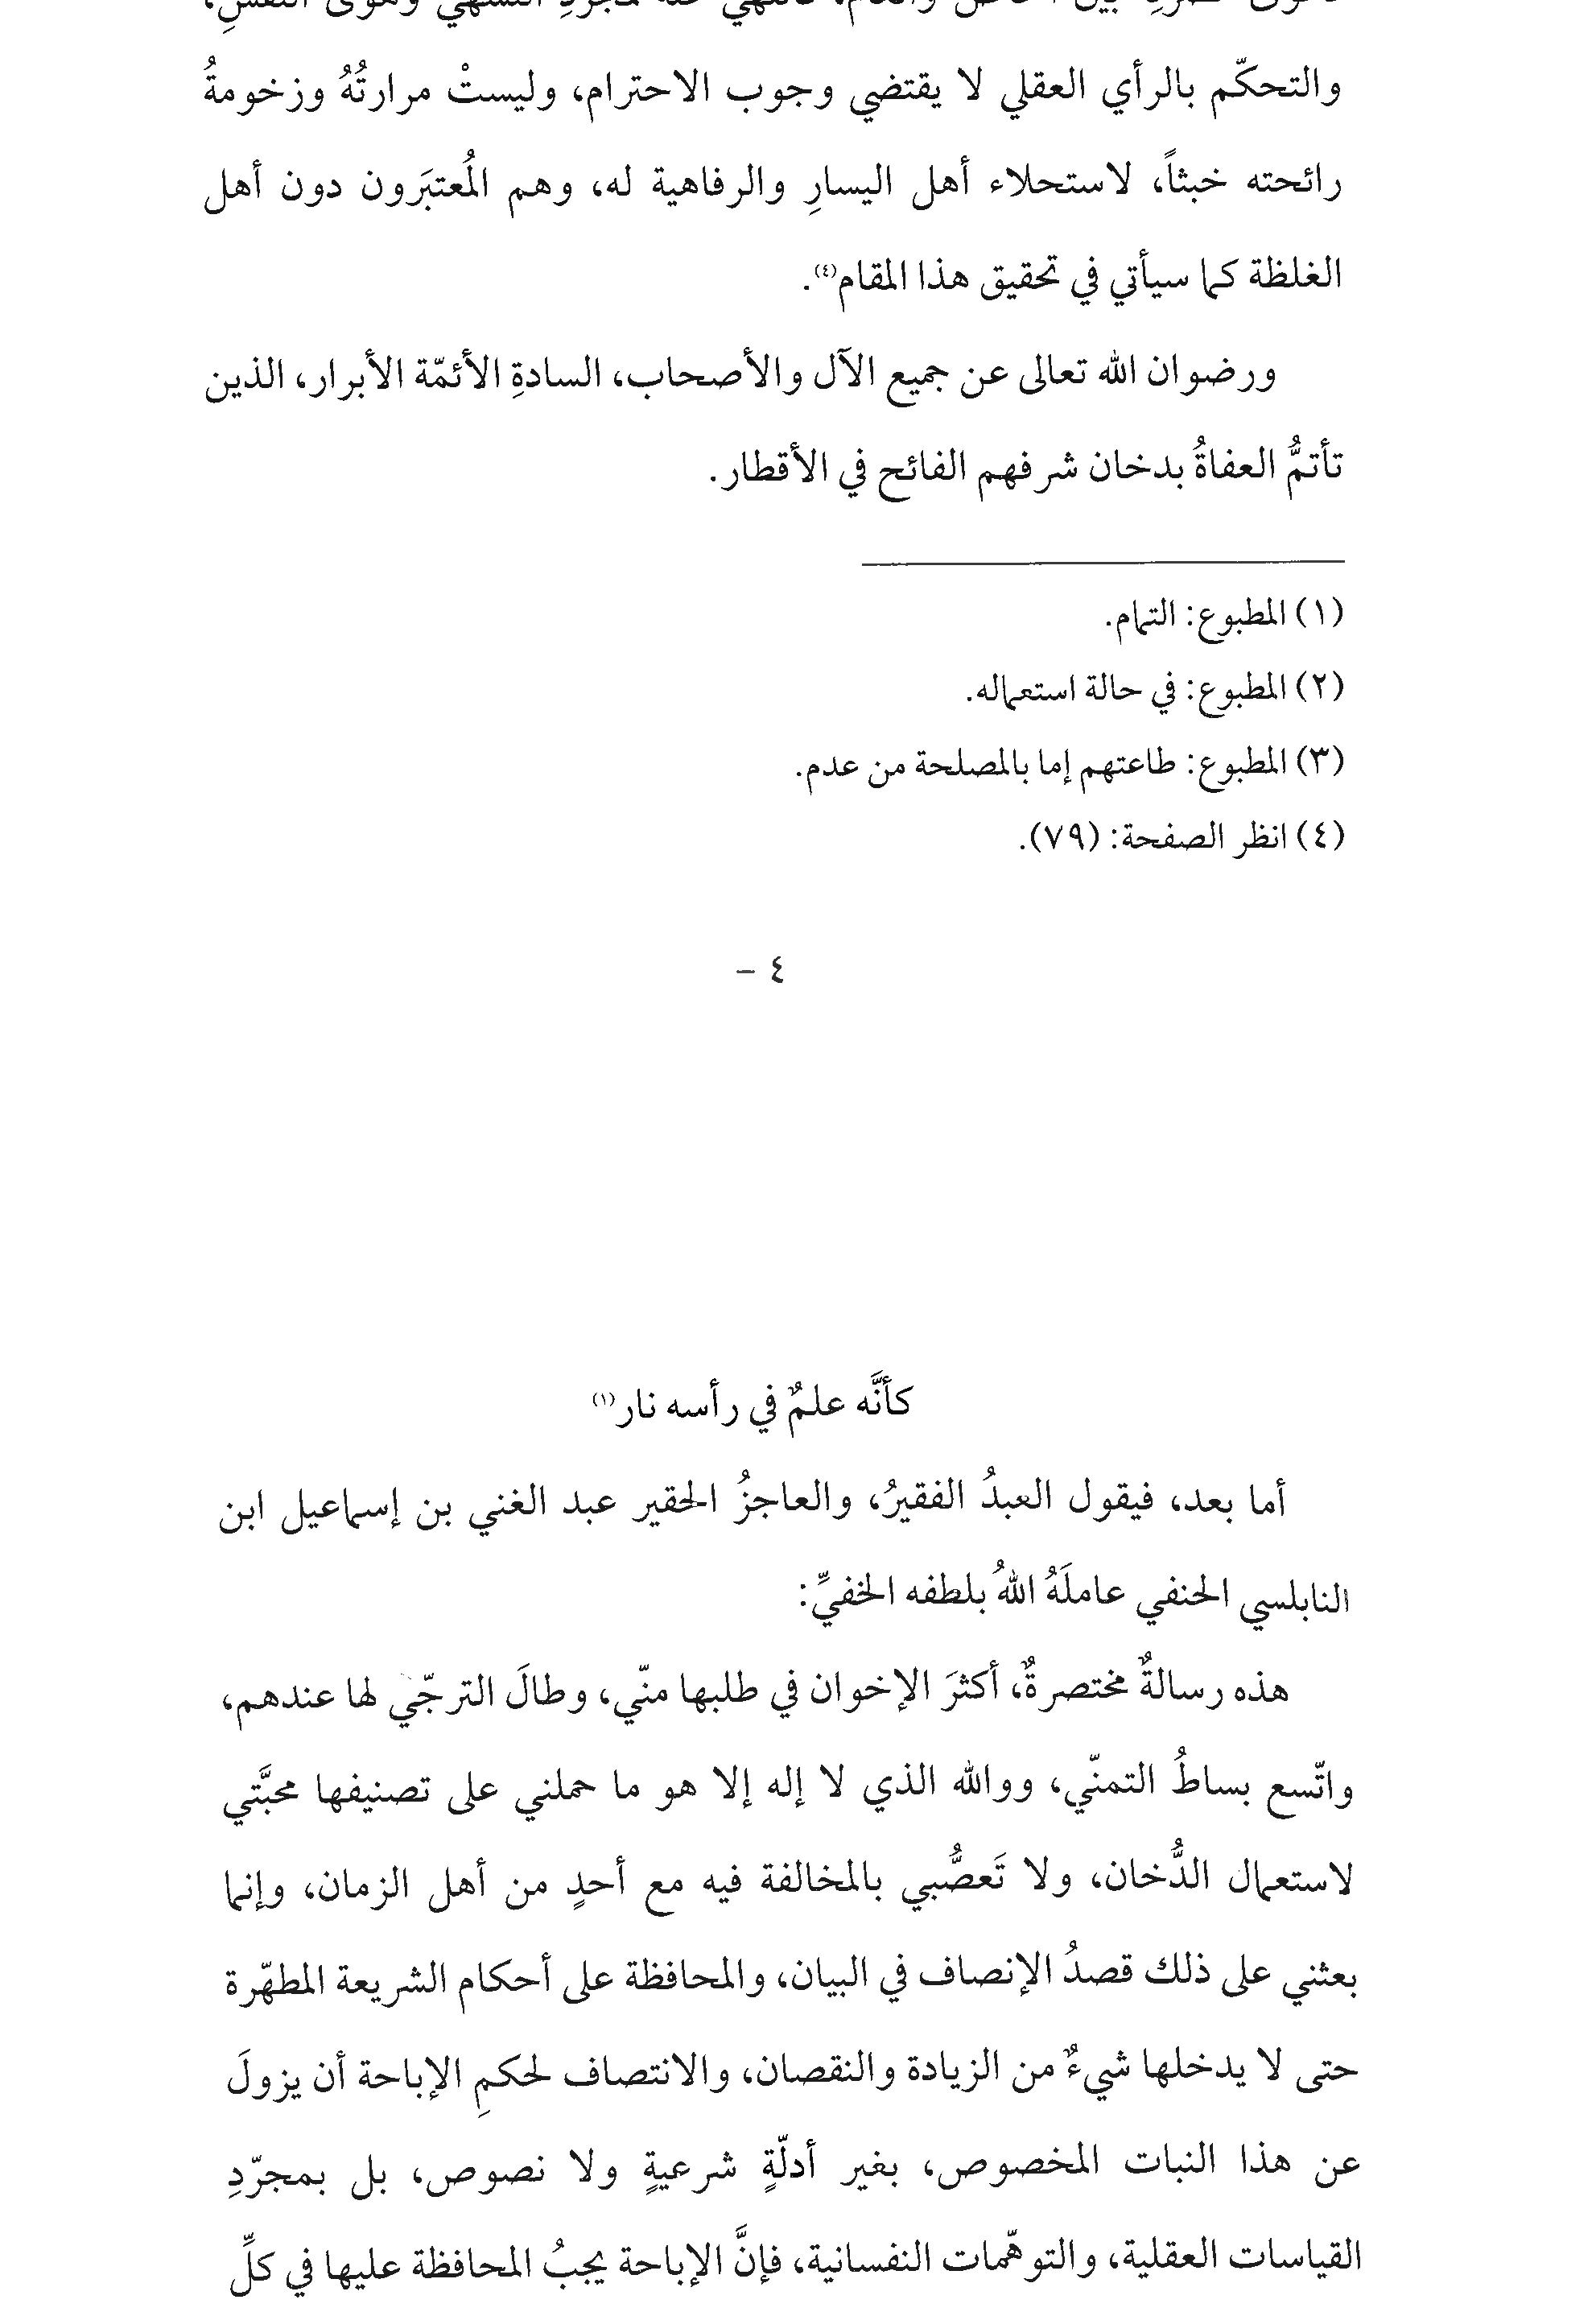 والتحكّم بالرأي العقلي لا يقتضي وجوب الاحترام، وليستْ مرارتُهُ وزخومةُ
رائحته خبثاً، لاستحلاء أهل اليسارِ والرفاهية له، وهم المُعتبَرون دون أهل
الغلظة كما سيأتي في تحقيق هذا المقام(٤).
ورضوان الله تعالى عن جميع الآل والأصحاب، السادةِ الأئمّة الأبرار، الذين
تأتمُّ العفاةُ بدخان شرفهم الفائح في الأقطار.
(١) المطبوع: التمام.
(٢) المطبوع: في حالة استعماله.
(٣) المطبوع: طاعتهم إما بالمصلحة من عدم.
(٤) انظر الصفحة: (٧٩).
٤ –
كأنَّه علمٌ في رأسه نار(١)
أما بعد، فيقول العبدُ الفقيرُ، والعاجزُ الحقير عبد الغني بن إسماعيل ابن
النابلسي الحنفي عاملَهُ اللهُ بلطفه الخفيِّ:
هذه رسالةٌ مختصرةٌ، أكثرَ الإخوان في طلبها منّي، وطالَ الترجّي لها عندهم،
واتّسع بساطُ التمنّي، ووالله الذي لا إله إلا هو ما حملني على تصنيفها محبَّتي
لاستعمال الدُّخان، ولا تَعصُّبي بالمخالفة فيه مع أحدٍ من أهل الزمان، وإنما
بعثني على ذلك قصدُ الإنصاف في البيان، والمحافظة على أحكام الشريعة المطهّرة
حتى لا يدخلها شيءٌ من الزيادة والنقصان، والانتصاف لحكمِ الإباحة أن يزولَ
عن هذا النبات المخصوص، بغير أدلّةٍ شرعيةٍ ولا نصوص، بل بمجرّدِ
القياسات العقلية، والتوهّمات النفسانية، فإنَّ الإباحة يجبُ المحافظة عليها في كلِّ